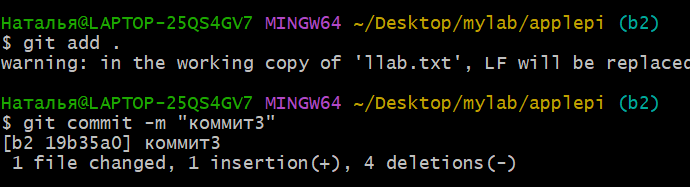 Наталья@LAPTOP-25QS4GV7 MINGW64 ~/Desktop/mylab/applepi (b2)
$ git add .
warning: in the working copy of 'llab.txt', LF will be replaced
Наталья@LAPTOP-25QS4GV7 MINGW64 ~/Desktop/mylab/applepi (b2)
$ git commit -m "коммит3"
[b2 19b35a0] коммит3
 1 file changed, 1 insertion(+), 4 deletions(-)